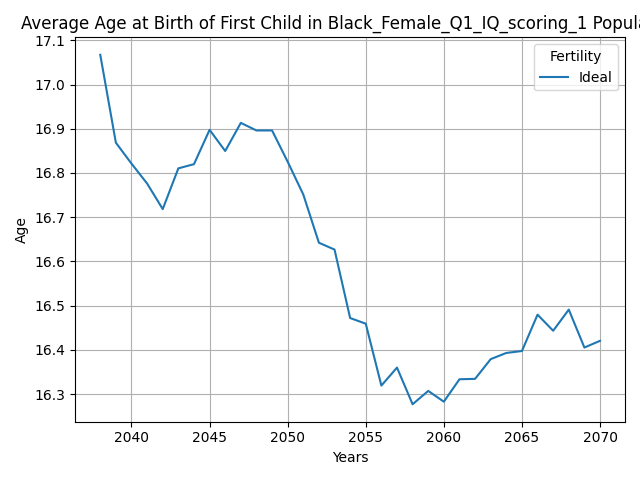 Average Age at Birth of First Child in Black_Female_Q1_IQ_scoring_1
17.1
17.0
16.9
16.8
16.7
16.6
16.5
16.4
16.3
Age
Fertility
Ideal
2040 2045 2050 2055 2060 2065 2070
Years